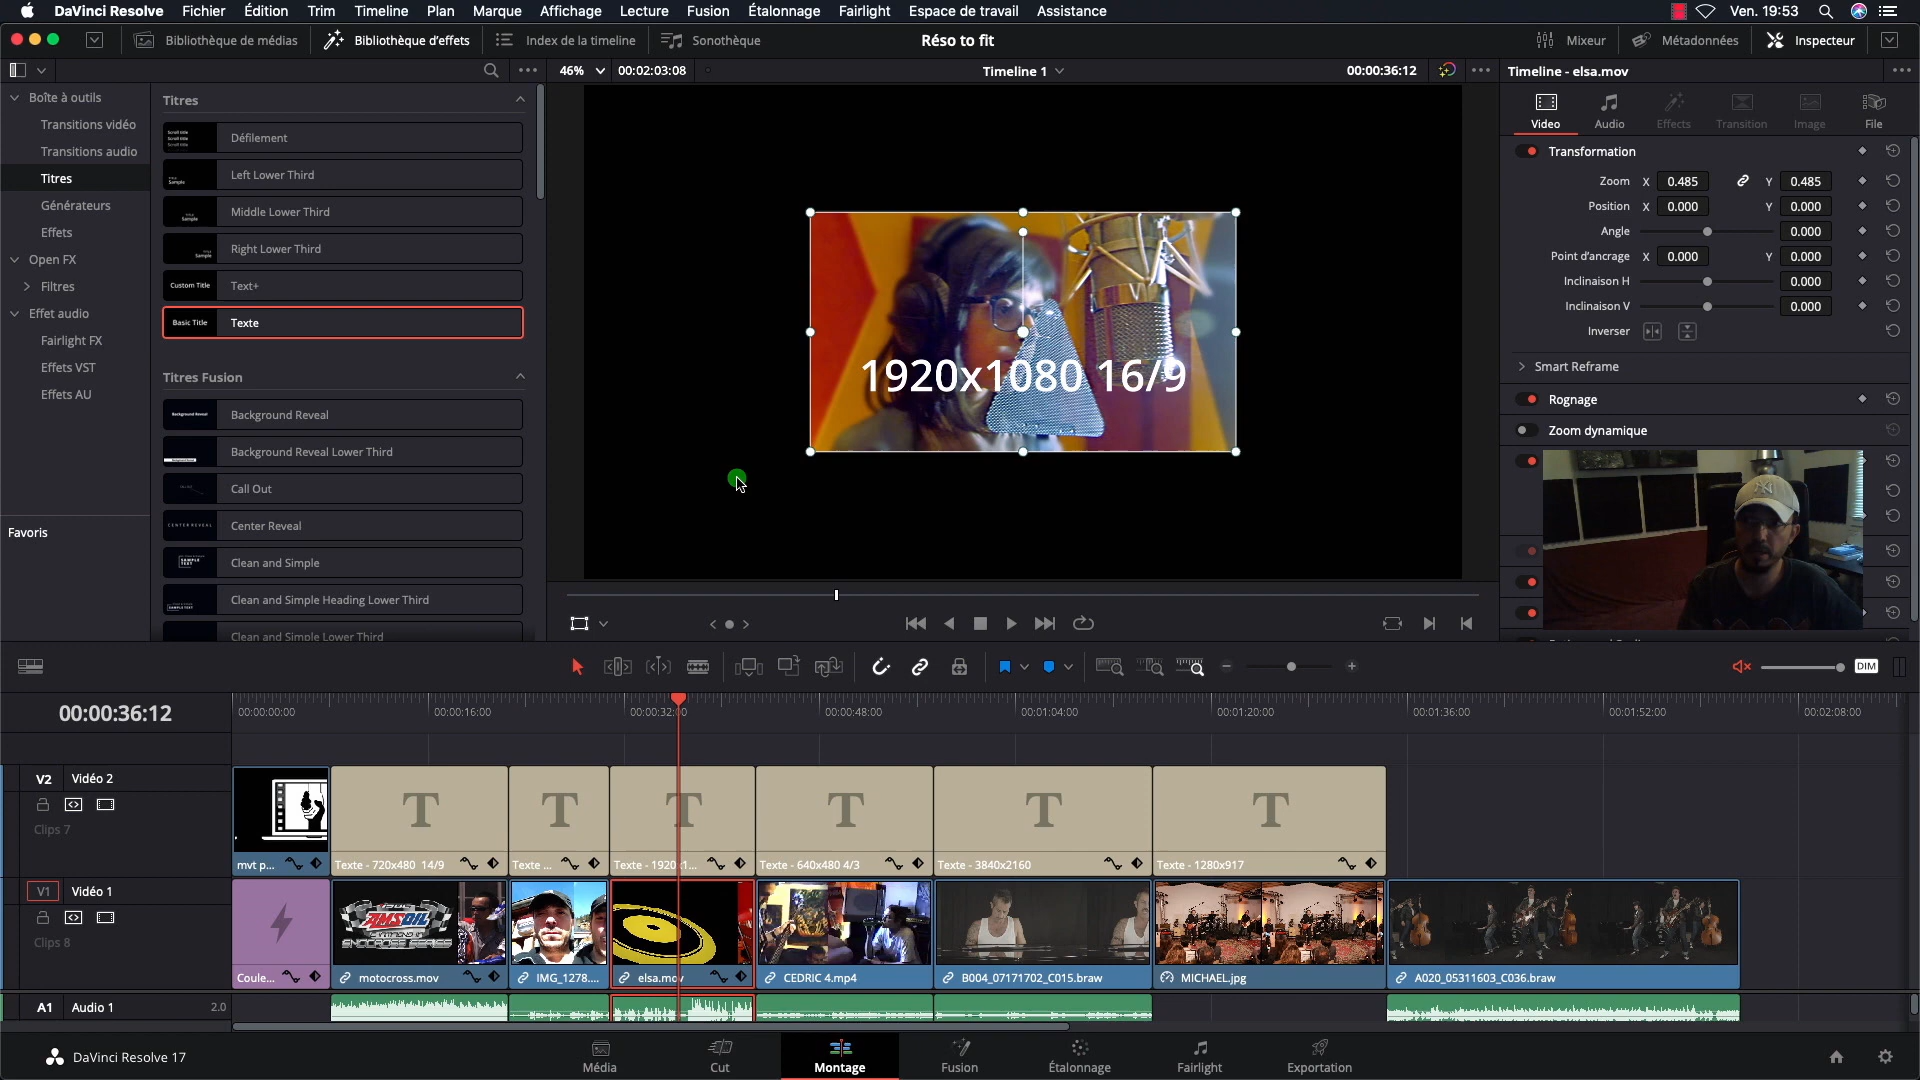 DaVinci Resolve Fichier Édition Trim Timeline Plan Marque Affichage Lecture Fusion Étalonnage Fairlight Espace de travail Assistance Ven. 19:53
Bibliothèque de médias Bibliothèque d'effets Index de la timeline Sonothèque Réso to fit Mixeur Métadonnées Inspecteur
46% 00:02:03:08 Timeline 1 00:00:36:12 Timeline - elsa.mov
Boîte à outils
Transitions vidéo
Transitions audio
Titres
Générateurs
Effets
Open FX
Filtres
Effet audio
Fairlight FX
Effets VST
Effets AU
Favoris
Titres
Défilement
Left Lower Third
Middle Lower Third
Right Lower Third
Custom Title Text+
Basic Title Texte
Titres Fusion
Background Reveal
Background Reveal Lower Third
Call Out
Center Reveal
Clean and Simple
Clean and Simple Heading Lower Third
Clean and Simple Lower Third
1920x1080 16/9
Video Audio Effects Transition Image File
Transformation
Zoom X 0.485 Y 0.485
Position X 0.000 Y 0.000
Angle 0.000
Point d'ancrage X 0.000 Y 0.000
Inclinaison H 0.000
Inclinaison V 0.000
Inverser
Smart Reframe
Rognage
Zoom dynamique
DIM
00:00:36:12 00:00:00:00 00:00:16:00 00:00:32:00 00:00:48:00 00:01:04:00 00:01:20:00 00:01:36:00 00:01:52:00 00:02:08:00
V2 Vidéo 2
Clips 7
mvt p... Texte - 720x480 14/9 Texte ... Texte - 1920x1... Texte - 640x480 4/3 Texte - 3840x2160 Texte - 1280x917
V1 Vidéo 1
Clips 8
AMSOIL
SNOCROSS SERIES
Coule... motocross.mov IMG_1278.... elsa.mov CEDRIC 4.mp4 B004_07171702_C015.braw MICHAEL.jpg A020_05311603_C036.braw
A1 Audio 1 2.0
DaVinci Resolve 17 Média Cut Montage Fusion Étalonnage Fairlight Exportation